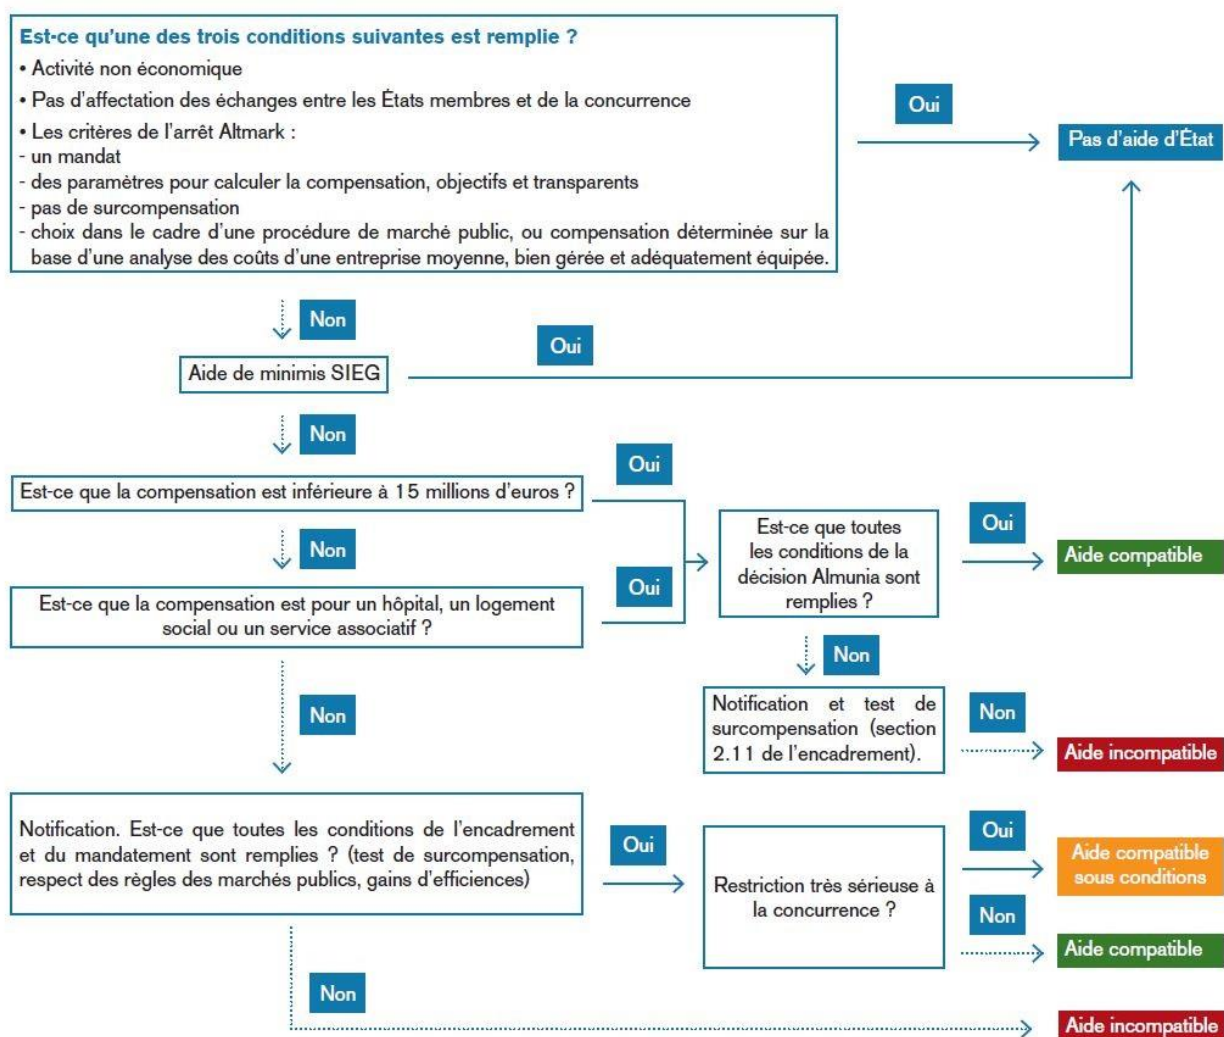 Est-ce qu'une des trois conditions suivantes est remplie ?
• Activité non économique
• Pas d'affectation des échanges entre les États membres et de la concurrence
• Les critères de l'arrêt Altmark :
- un mandat
- des paramètres pour calculer la compensation, objectifs et transparents
- pas de surcompensation
- choix dans le cadre d'une procédure de marché public, ou compensation déterminée sur la
base d'une analyse des coûts d'une entreprise moyenne, bien gérée et adéquatement équipée.
Oui
Pas d'aide d'État
Non
Oui
Aide de minimis SIEG
Non
Oui
Est-ce que la compensation est inférieure à 15 millions d'euros ?
Non
Oui
Est-ce que la compensation est pour un hôpital, un logement
social ou un service associatif ?
Est-ce que toutes
les conditions de la
décision Almunia sont
remplies ?
Oui
Aide compatible
Non
Notification et test de
surcompensation (section
2.11 de l'encadrement).
Non
Aide incompatible
Non
Notification. Est-ce que toutes les conditions de l'encadrement
et du mandatement sont remplies ? (test de surcompensation,
respect des règles des marchés publics, gains d'efficiences)
Oui
Restriction très sérieuse à
la concurrence ?
Oui
Aide compatible
sous conditions
Non
Aide compatible
Non
Aide incompatible